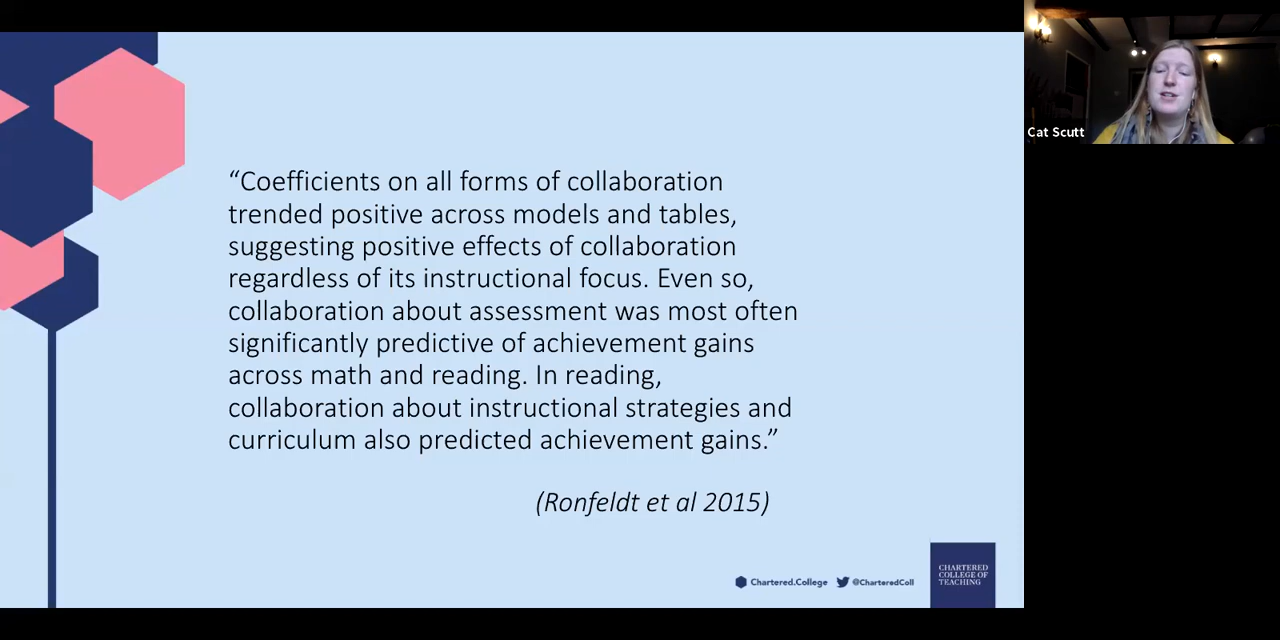 “Coefficients on all forms of collaboration
trended positive across models and tables,
suggesting positive effects of collaboration
regardless of its instructional focus. Even so,
collaboration about assessment was most often
significantly predictive of achievement gains
across math and reading. In reading,
collaboration about instructional strategies and
curriculum also predicted achievement gains.”
(Ronfeldt et al 2015)
Chartered.College
@CharteredColl
CHARTERED
COLLEGE OF
TEACHING
Cat Scutt